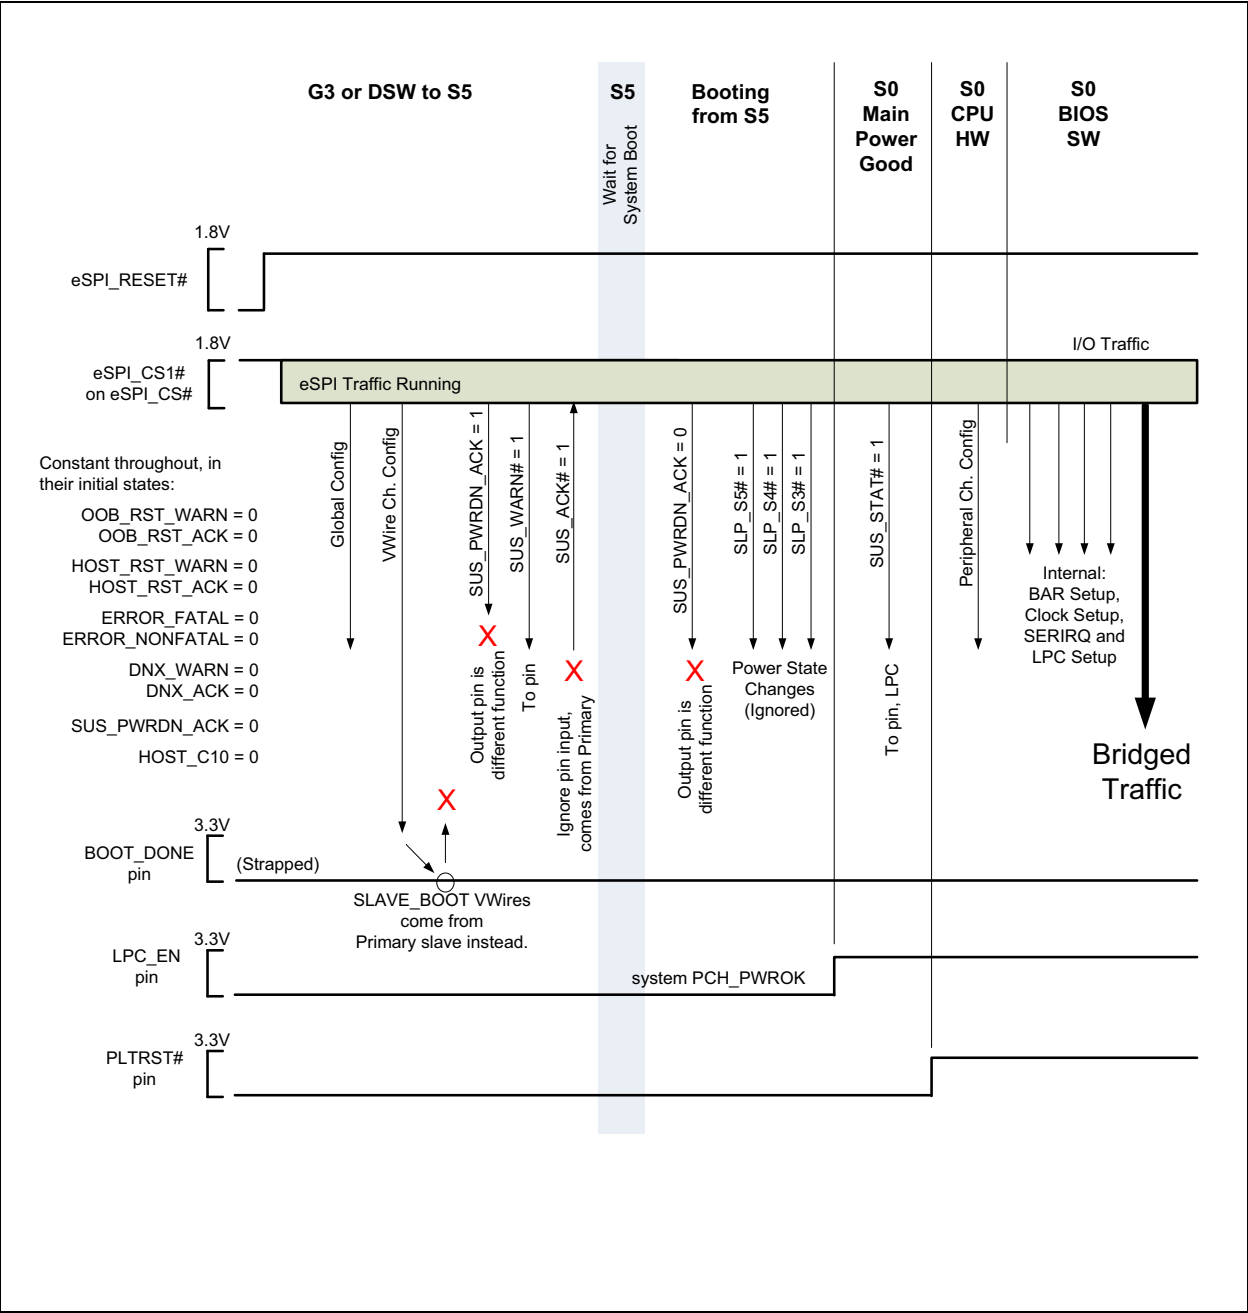 G3 or DSW to S5
S5
Booting
from S5
S0
Main
Power
Good
S0
CPU
HW
S0
BIOS
SW
Wait for
System Boot
1.8V
eSPI_RESET#
1.8V
eSPI_CS1#
on eSPI_CS#
I/O Traffic
eSPI Traffic Running
Global Config
VWire Ch. Config
SUS_PWRDN_ACK = 1
SUS_WARN# = 1
SUS_ACK# = 1
SUS_PWRDN_ACK = 0
SLP_S5# = 1
SLP_S4# = 1
SLP_S3# = 1
SUS_STAT# = 1
Peripheral Ch. Config
Constant throughout, in
their initial states:
OOB_RST_WARN = 0
OOB_RST_ACK = 0
HOST_RST_WARN = 0
HOST_RST_ACK = 0
ERROR_FATAL = 0
ERROR_NONFATAL = 0
DNX_WARN = 0
DNX_ACK = 0
SUS_PWRDN_ACK = 0
HOST_C10 = 0
X
Output pin is
different function
To pin
X
Ignore pin input,
comes from Primary
X
Output pin is
different function
Power State
Changes
(Ignored)
To pin, LPC
Internal:
BAR Setup,
Clock Setup,
SERIRQ and
LPC Setup
Bridged
Traffic
X
3.3V
BOOT_DONE
pin
(Strapped)
SLAVE_BOOT VWires
come from
Primary slave instead.
3.3V
LPC_EN
pin
system PCH_PWROK
3.3V
PLTRST#
pin